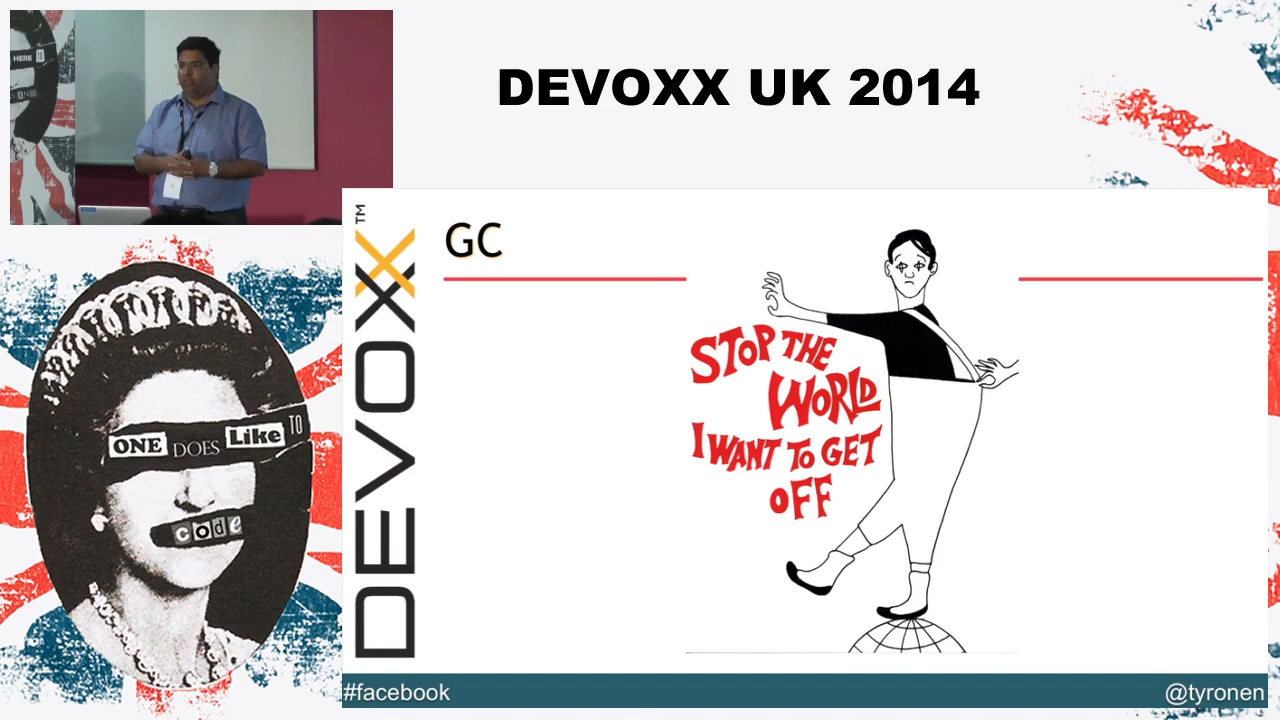 HERE
DEVOXX UK 2014
DEVOXX™
GC
STOP THE
WORLD
I WANT TO GET
OFF
ONE DOES Like TO
code
#facebook
@tyronen